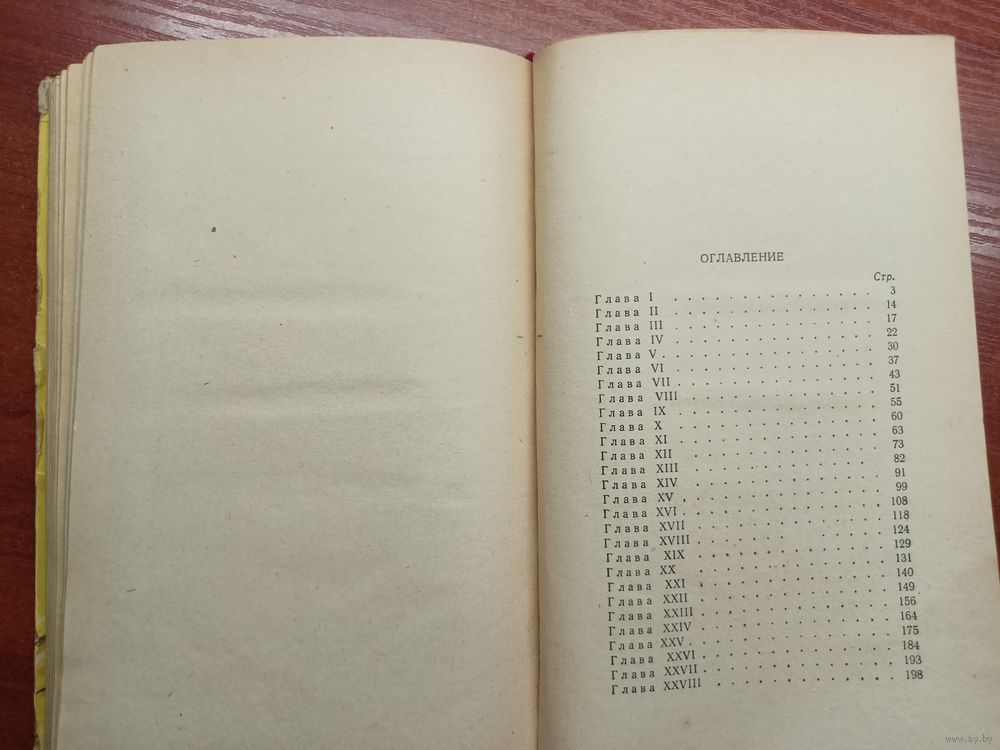 ОГЛАВЛЕНИЕ
Стр.
Глава I . . . . . . . . . . . . . . . 3
Глава II . . . . . . . . . . . . . . . 14
Глава III . . . . . . . . . . . . . . . 17
Глава IV . . . . . . . . . . . . . . . 22
Глава V . . . . . . . . . . . . . . . 30
Глава VI . . . . . . . . . . . . . . . 37
Глава VII . . . . . . . . . . . . . . . 43
Глава VIII . . . . . . . . . . . . . . 51
Глава IX . . . . . . . . . . . . . . . 55
Глава X . . . . . . . . . . . . . . . 60
Глава XI . . . . . . . . . . . . . . . 63
Глава XII . . . . . . . . . . . . . . 73
Глава XIII . . . . . . . . . . . . . . 82
Глава XIV . . . . . . . . . . . . . . 91
Глава XV . . . . . . . . . . . . . . . 99
Глава XVI . . . . . . . . . . . . . . . 108
Глава XVII . . . . . . . . . . . . . . 118
Глава XVIII . . . . . . . . . . . . . . 124
Глава XIX . . . . . . . . . . . . . . 129
Глава XX . . . . . . . . . . . . . . 131
Глава XXI . . . . . . . . . . . . . . 140
Глава XXII . . . . . . . . . . . . . . 149
Глава XXIII . . . . . . . . . . . . . . 156
Глава XXIV . . . . . . . . . . . . . . 164
Глава XXV . . . . . . . . . . . . . . . 175
Глава XXVI . . . . . . . . . . . . . . 184
Глава XXVII . . . . . . . . . . . . . . 193
Глава XXVIII . . . . . . . . . . . . . . 198
www.ay.by